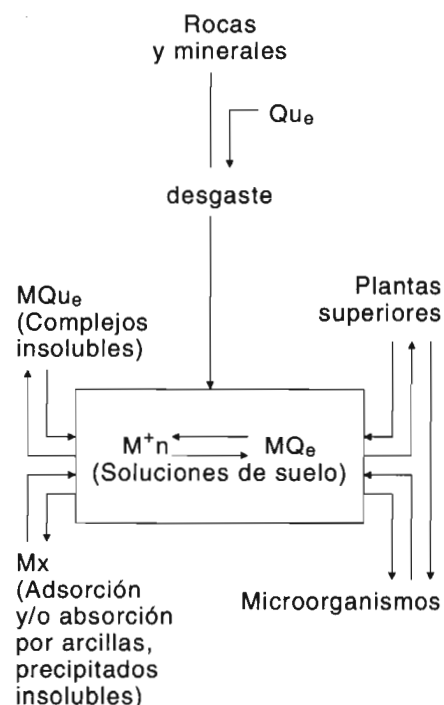 Rocas
y minerales
Quₑ
desgaste
MQuₑ
(Complejos
insolubles)
Plantas
superiores
M⁺n
MQₑ
(Soluciones de suelo)
Mx
(Adsorción
y/o absorción
por arcillas,
precipitados
insolubles)
Microorganismos